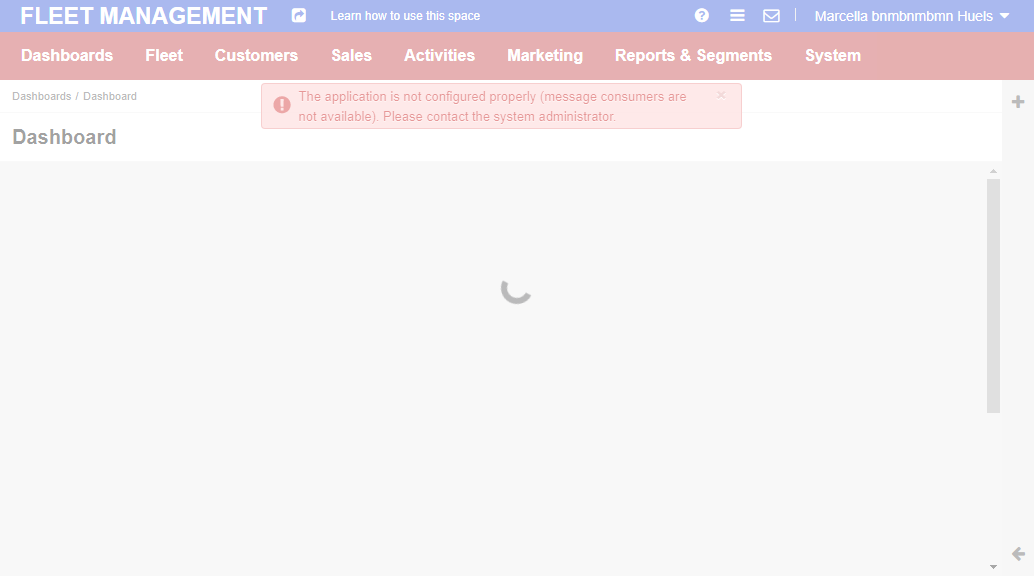 FLEET MANAGEMENT Learn how to use this space Marcella bnmbnmbmn Huels
Dashboards Fleet Customers Sales Activities Marketing Reports & Segments System
Dashboards / Dashboard
The application is not configured properly (message consumers are
not available). Please contact the system administrator.
Dashboard